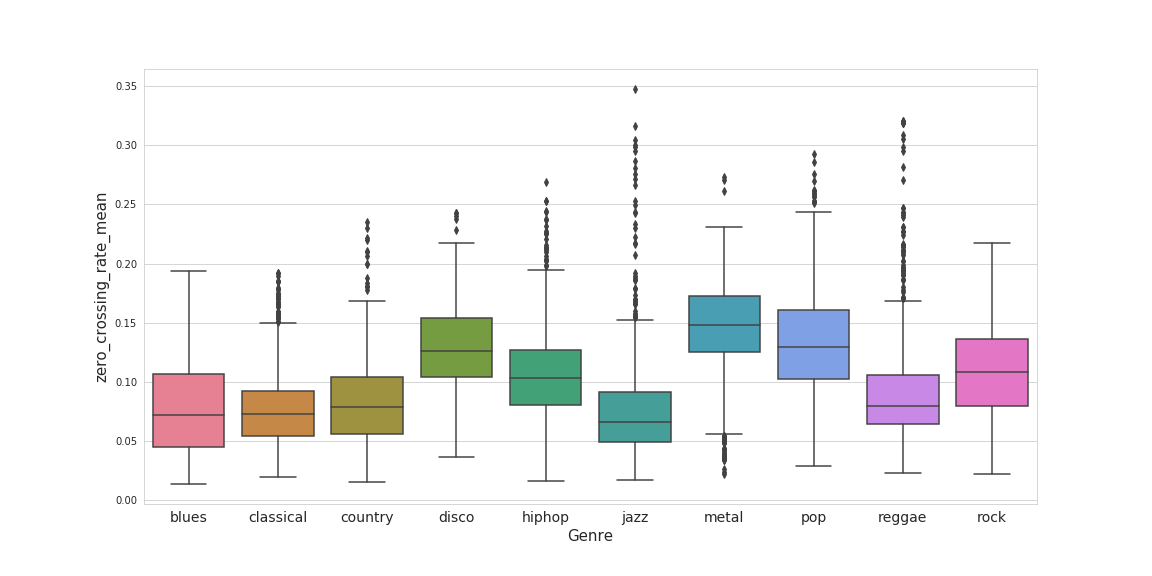 zero_crossing_rate_mean
0.35
0.30
0.25
0.20
0.15
0.10
0.05
0.00
blues classical country disco hiphop jazz metal pop reggae rock
Genre